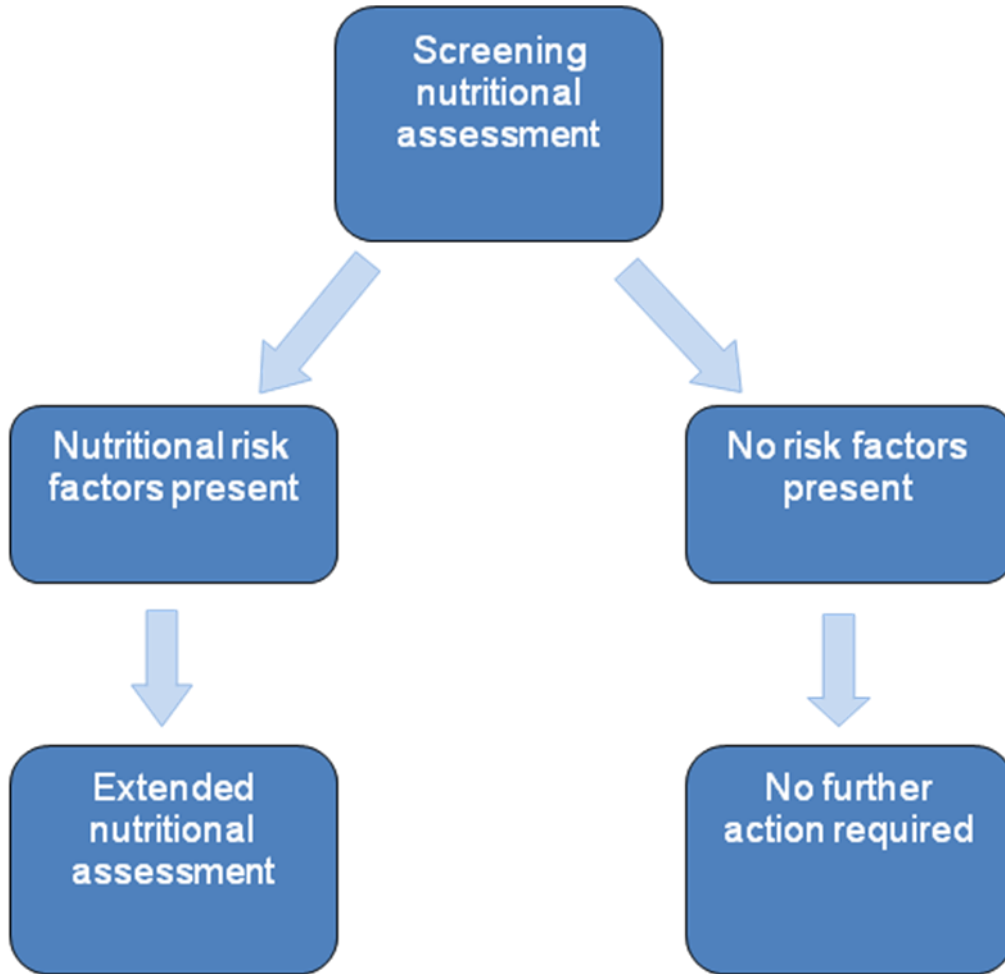 Screening
nutritional
assessment
Nutritional risk
factors present
No risk factors
present
Extended
nutritional
assessment
No further
action required